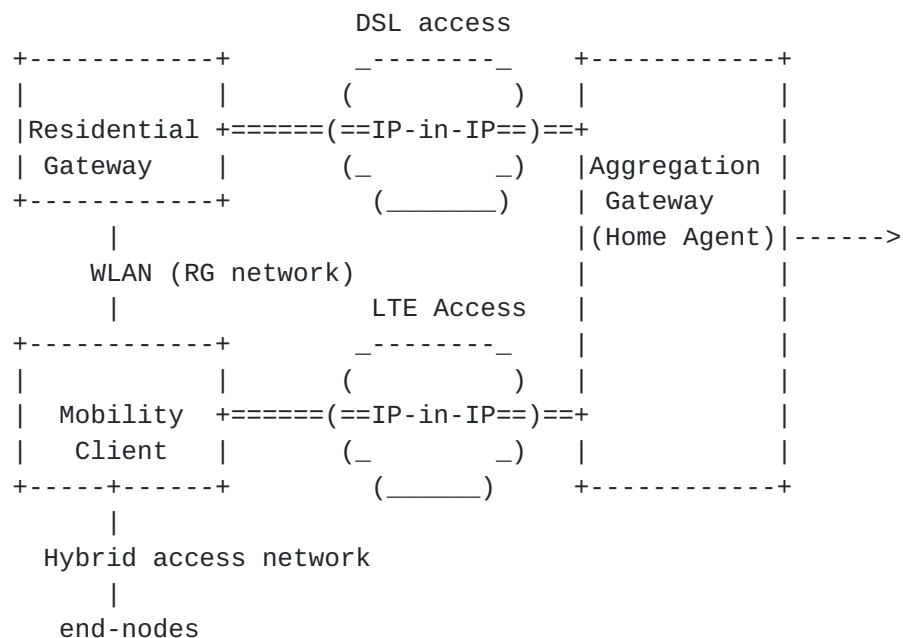 DSL access
Residential
Gateway
IP-in-IP
Aggregation
Gateway
(Home Agent)
WLAN (RG network)
LTE Access
Mobility
Client
IP-in-IP
Hybrid access network
end-nodes